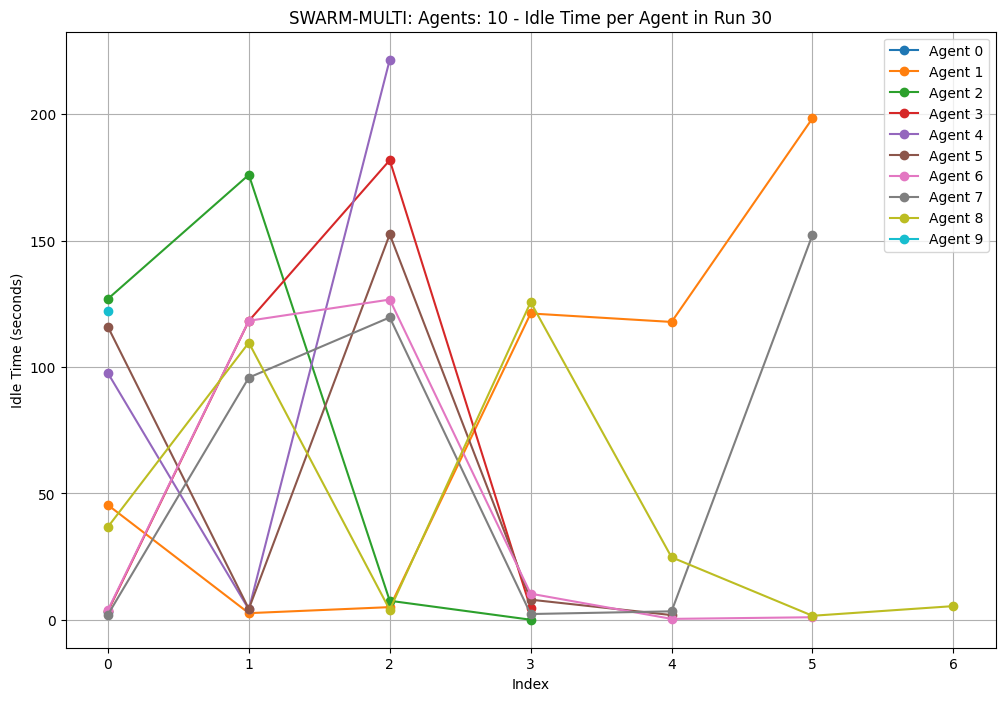 SWARM-MULTI: Agents: 10 - Idle Time per Agent in Run 30
Agent 0
Agent 1
Agent 2
Agent 3
Agent 4
Agent 5
Agent 6
Agent 7
Agent 8
Agent 9
Idle Time (seconds)
200
150
100
50
0
0 1 2 3 4 5 6
Index